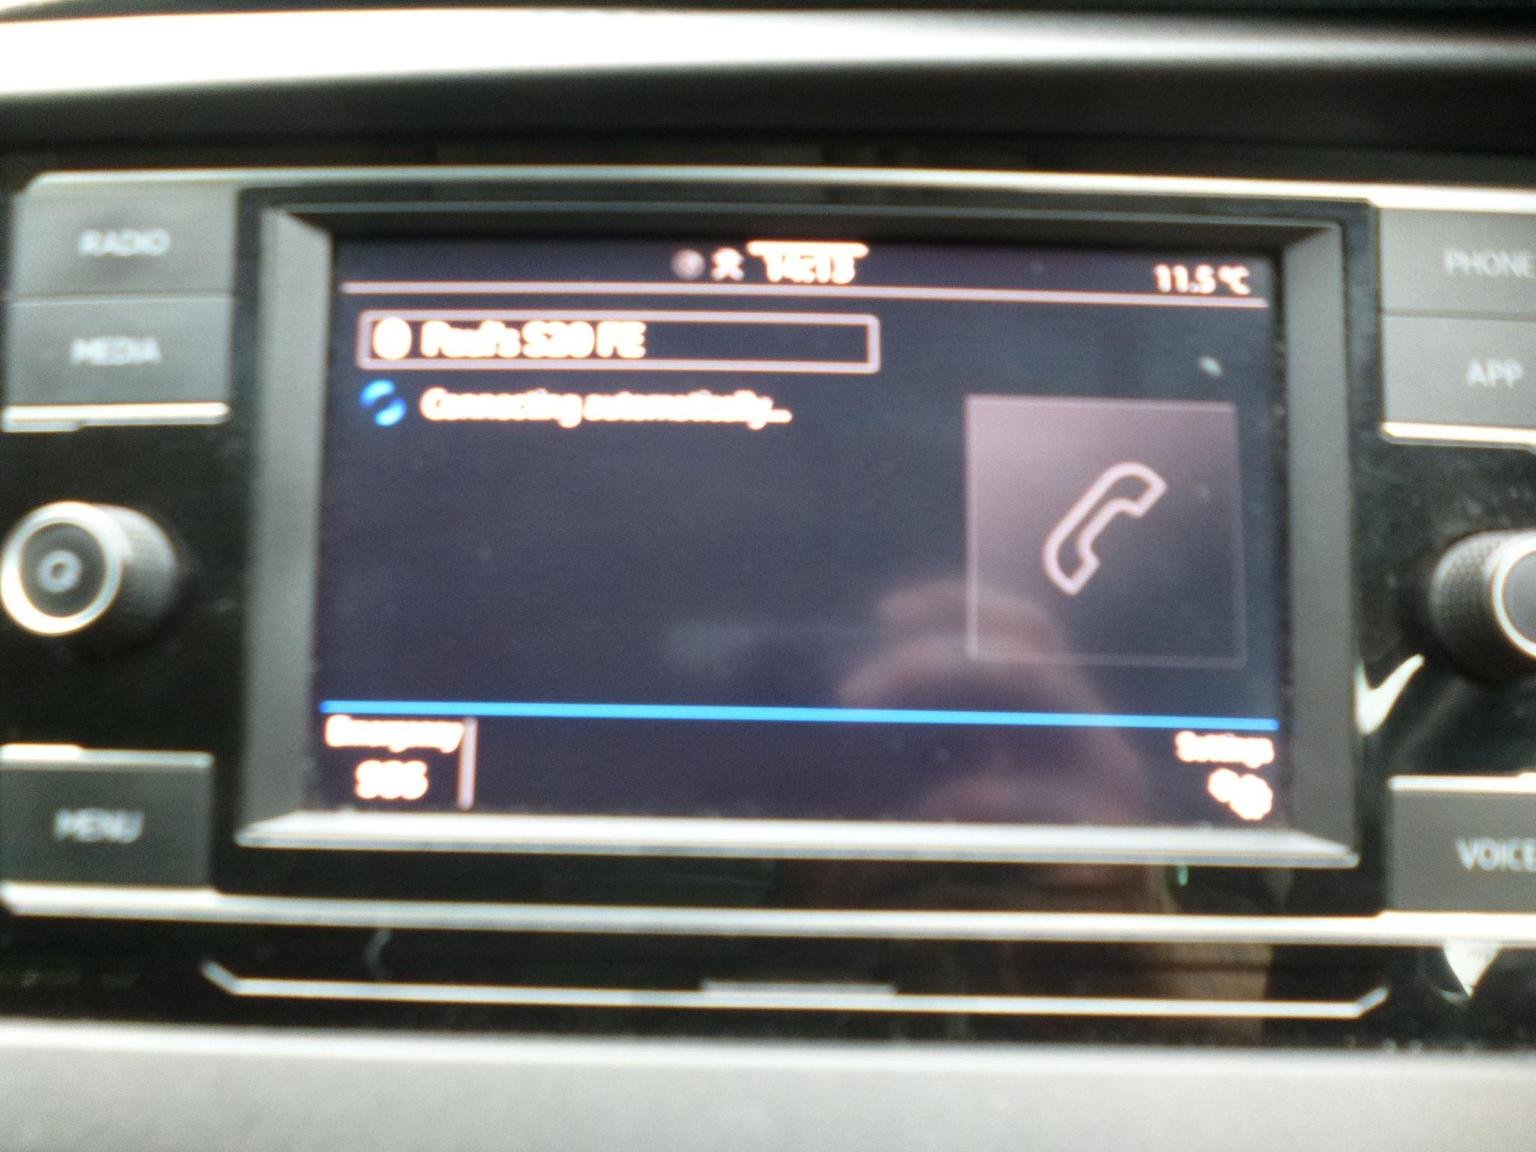 RADIO
MEDIA
MENU
14:13
11.5 °C
Paul's S20 FE
Connecting automatically...
Emergency
SOS
Settings
PHONE
APP
VOICE